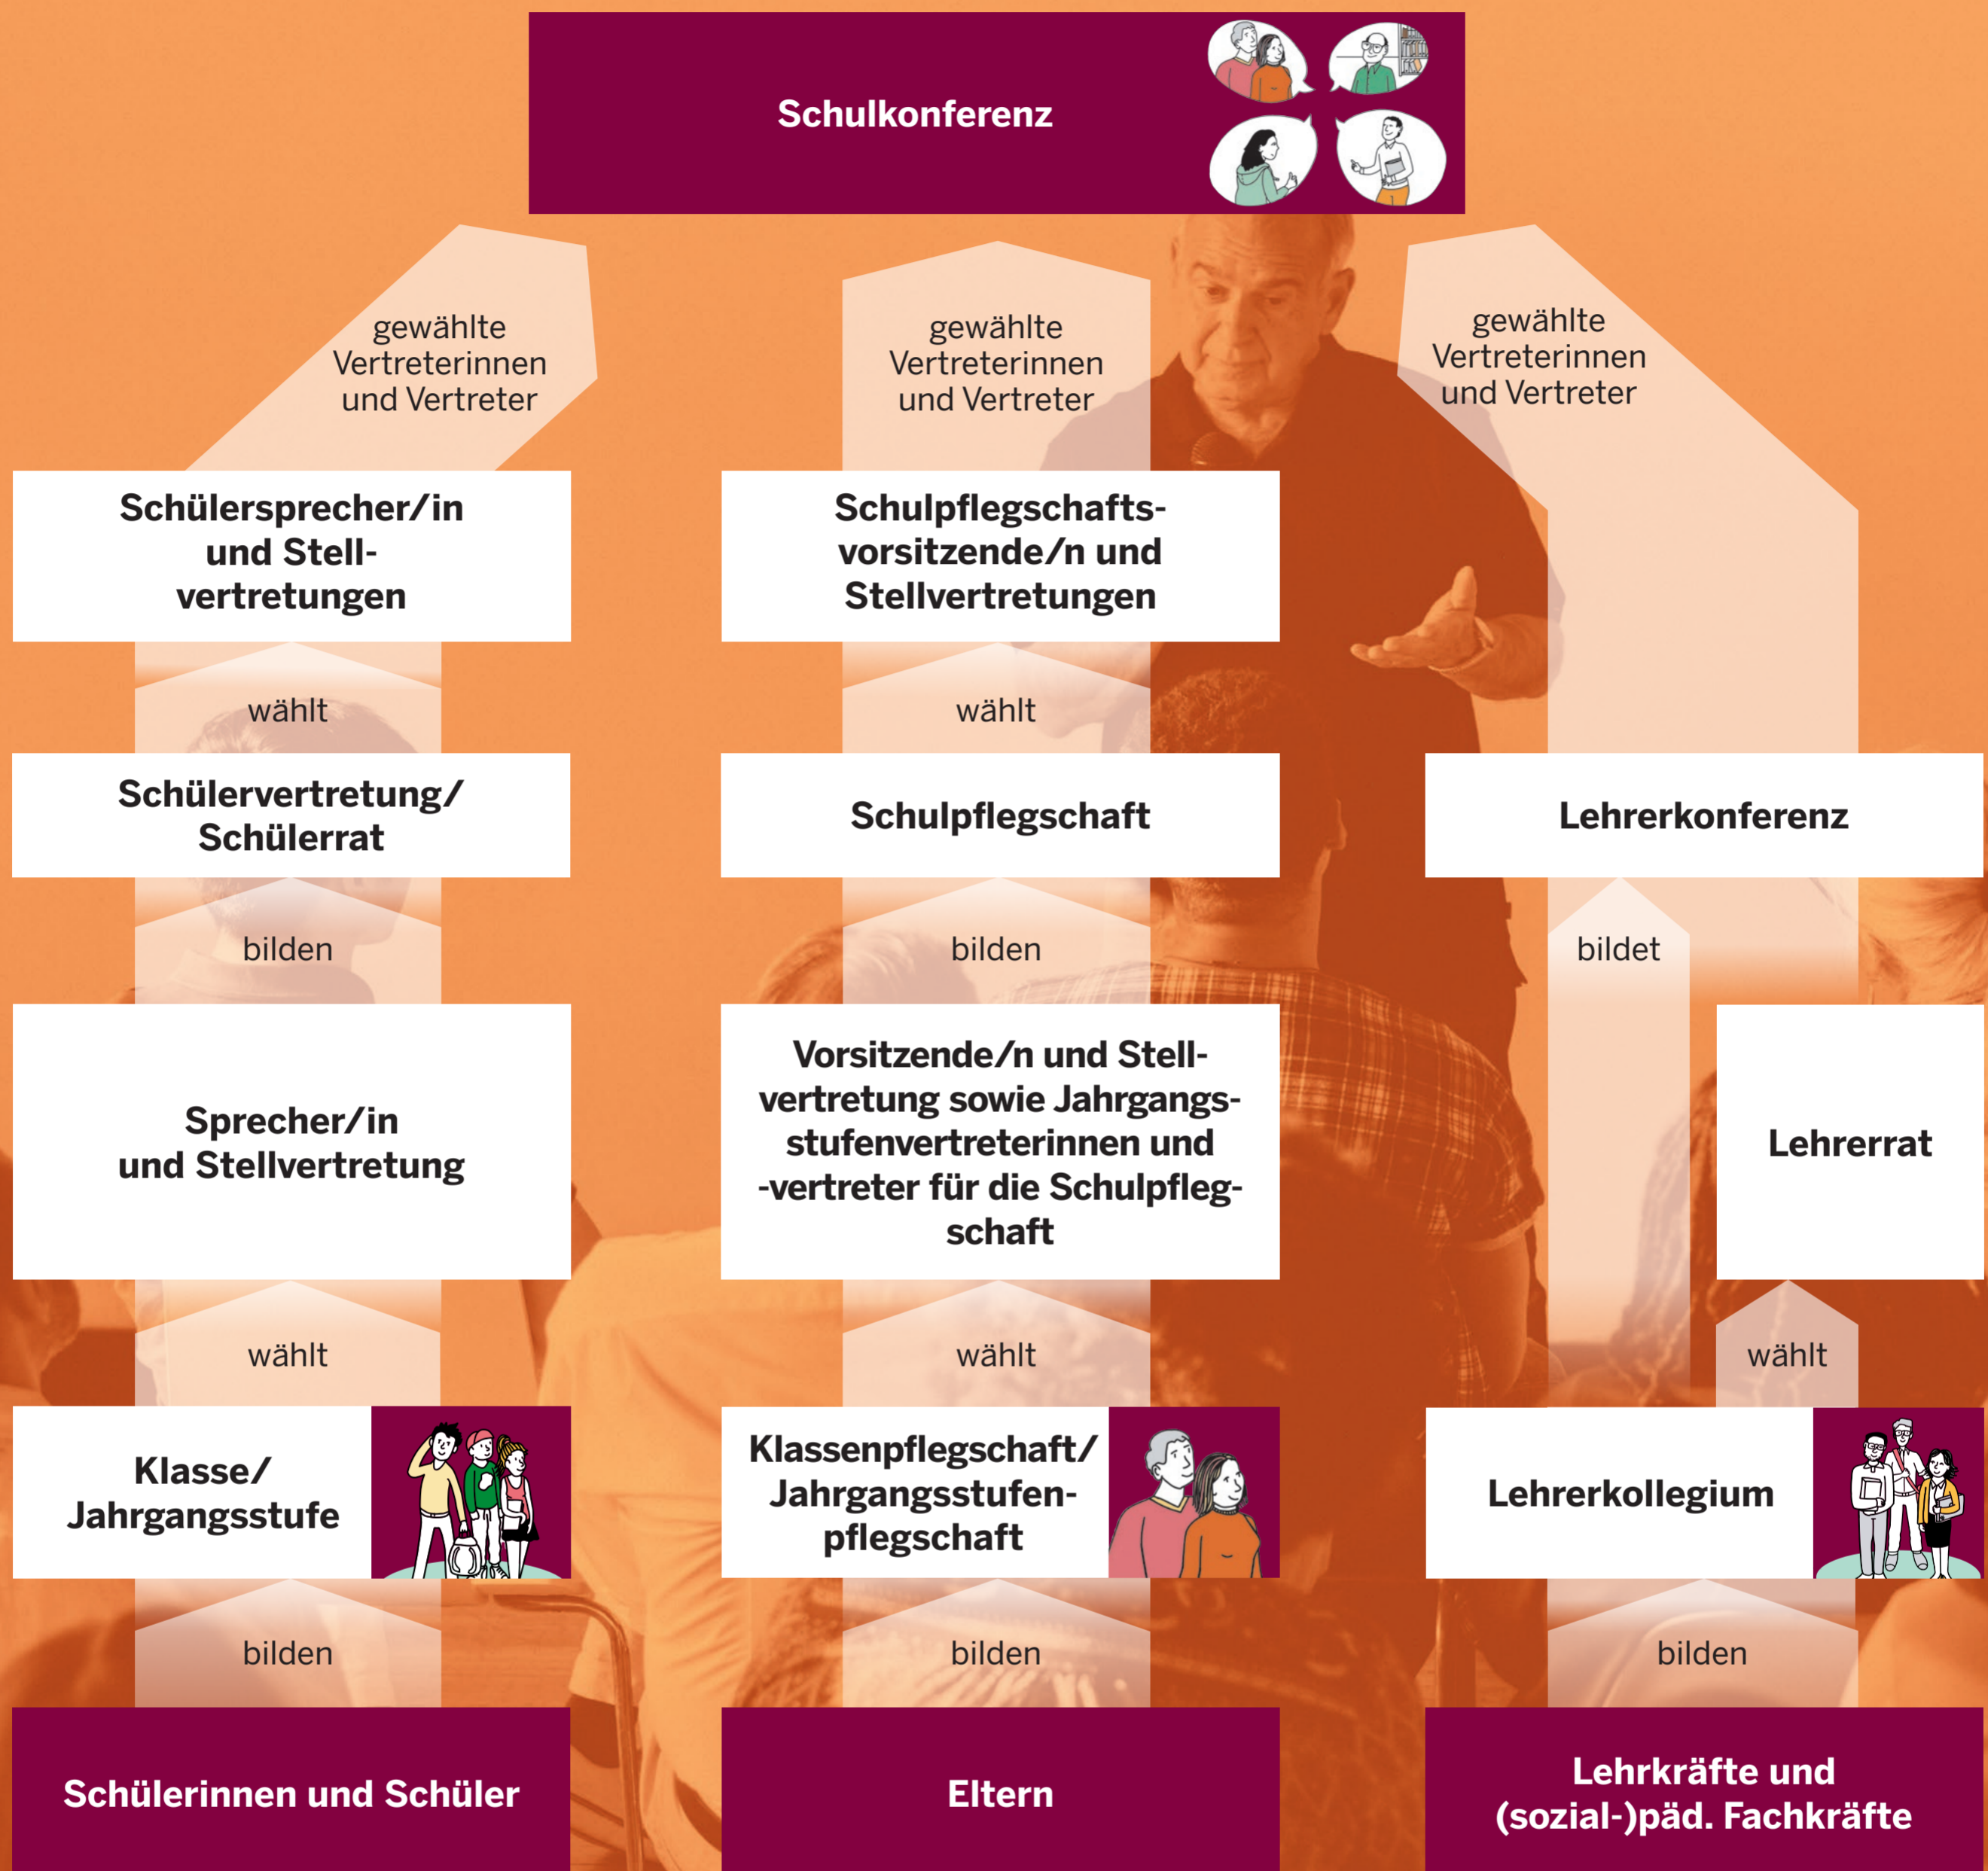 Schulkonferenz
gewählte
Vertreterinnen
und Vertreter
gewählte
Vertreterinnen
und Vertreter
gewählte
Vertreterinnen
und Vertreter
Schülersprecher/in
und Stell-
vertretungen
Schulpflegschafts-
vorsitzende/n und
Stellvertretungen
wählt
wählt
Schülervertretung/
Schülerrat
Schulpflegschaft
Lehrerkonferenz
bilden
bilden
bildet
Sprecher/in
und Stellvertretung
Vorsitzende/n und Stell-
vertretung sowie Jahrgangs-
stufenvertreterinnen und
-vertreter für die Schulpfleg-
schaft
Lehrerrat
wählt
wählt
wählt
Klasse/
Jahrgangsstufe
Klassenpflegschaft/
Jahrgangsstufen-
pflegschaft
Lehrerkollegium
bilden
bilden
bilden
Schülerinnen und Schüler
Eltern
Lehrkräfte und
(sozial-)päd. Fachkräfte